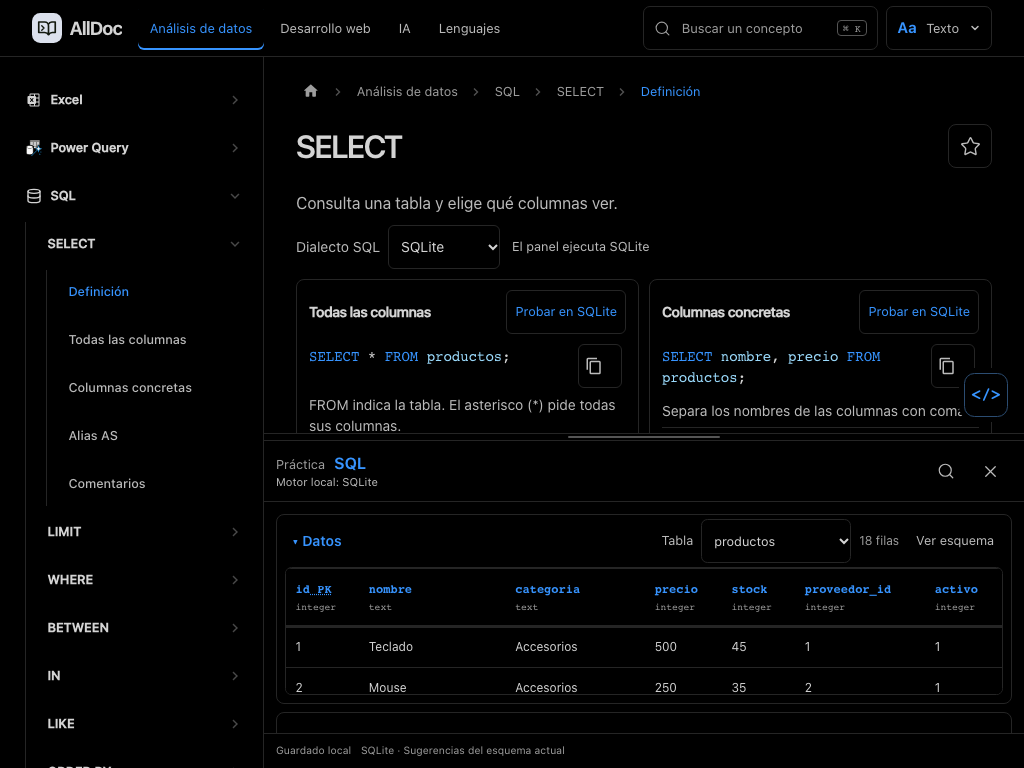 AllDoc
Análisis de datos
Desarrollo web
IA
Lenguajes
Buscar un concepto
⌘ K
Aa Texto
Excel
Power Query
SQL
SELECT
Definición
Todas las columnas
Columnas concretas
Alias AS
Comentarios
LIMIT
WHERE
BETWEEN
IN
LIKE
Análisis de datos > SQL > SELECT > Definición
SELECT
Consulta una tabla y elige qué columnas ver.
Dialecto SQL SQLite El panel ejecuta SQLite
Todas las columnas Probar en SQLite
SELECT * FROM productos;
FROM indica la tabla. El asterisco (*) pide todas
sus columnas.
Columnas concretas Probar en SQLite
SELECT nombre, precio FROM
productos;
Separa los nombres de las columnas con coma
</>
Práctica SQL
Motor local: SQLite
Datos
Tabla productos 18 filas Ver esquema
id PK nombre categoria precio stock proveedor_id activo
integer text text integer integer integer integer
1 Teclado Accesorios 500 45 1 1
2 Mouse Accesorios 250 35 2 1
Guardado local SQLite · Sugerencias del esquema actual